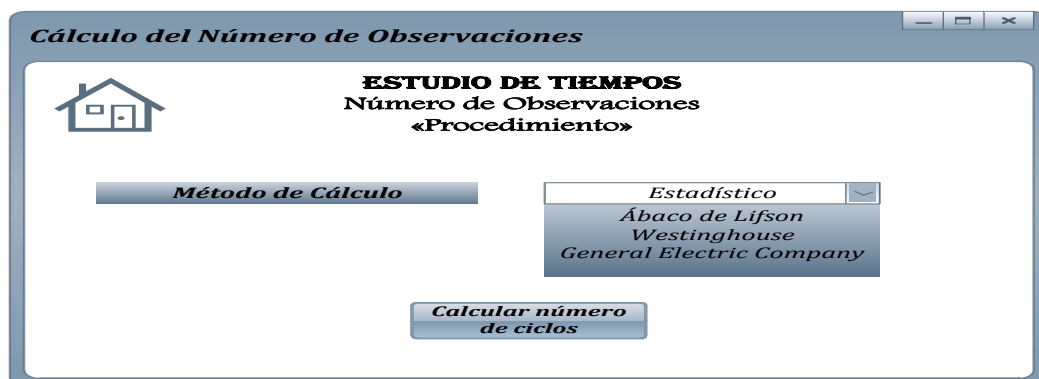 Cálculo del Número de Observaciones
ESTUDIO DE TIEMPOS
Número de Observaciones
«Procedimiento»
Método de Cálculo
Estadístico
Ábaco de Lifson
Westinghouse
General Electric Company
Calcular número
de ciclos